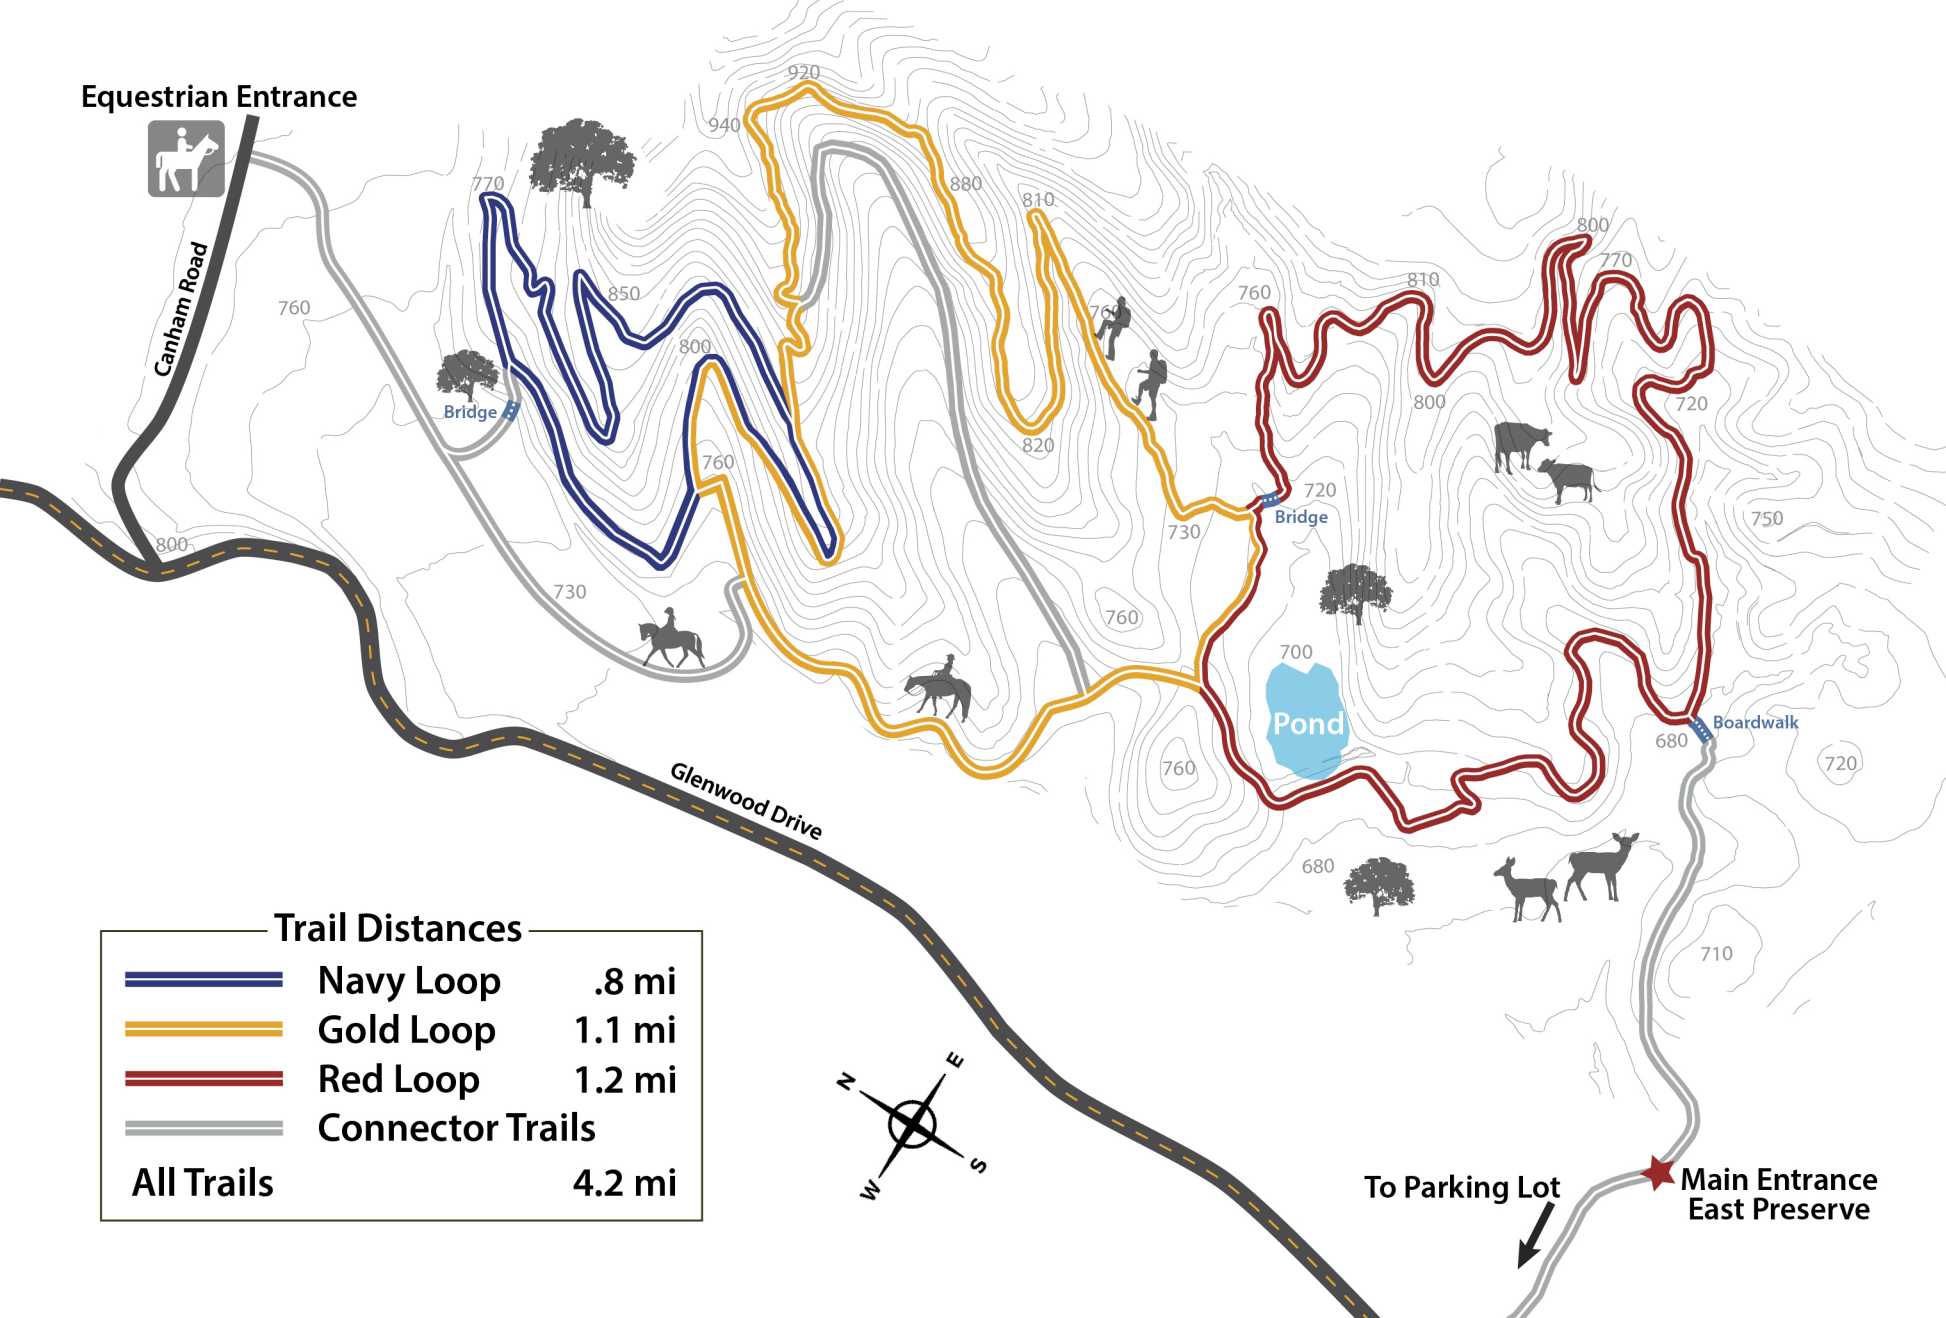 920
Equestrian Entrance
940
770
880
810
800
Canham Road
770
760
850
810
760
760
800
800
720
Bridge
820
760
720
Bridge
750
730
800
730
760
700
Pond
Boardwalk
680
760
720
Glenwood Drive
680
Trail Distances
Navy Loop .8 mi
Gold Loop 1.1 mi
Red Loop 1.2 mi
Connector Trails
All Trails 4.2 mi
710
E
N
S
W
To Parking Lot
Main Entrance
East Preserve